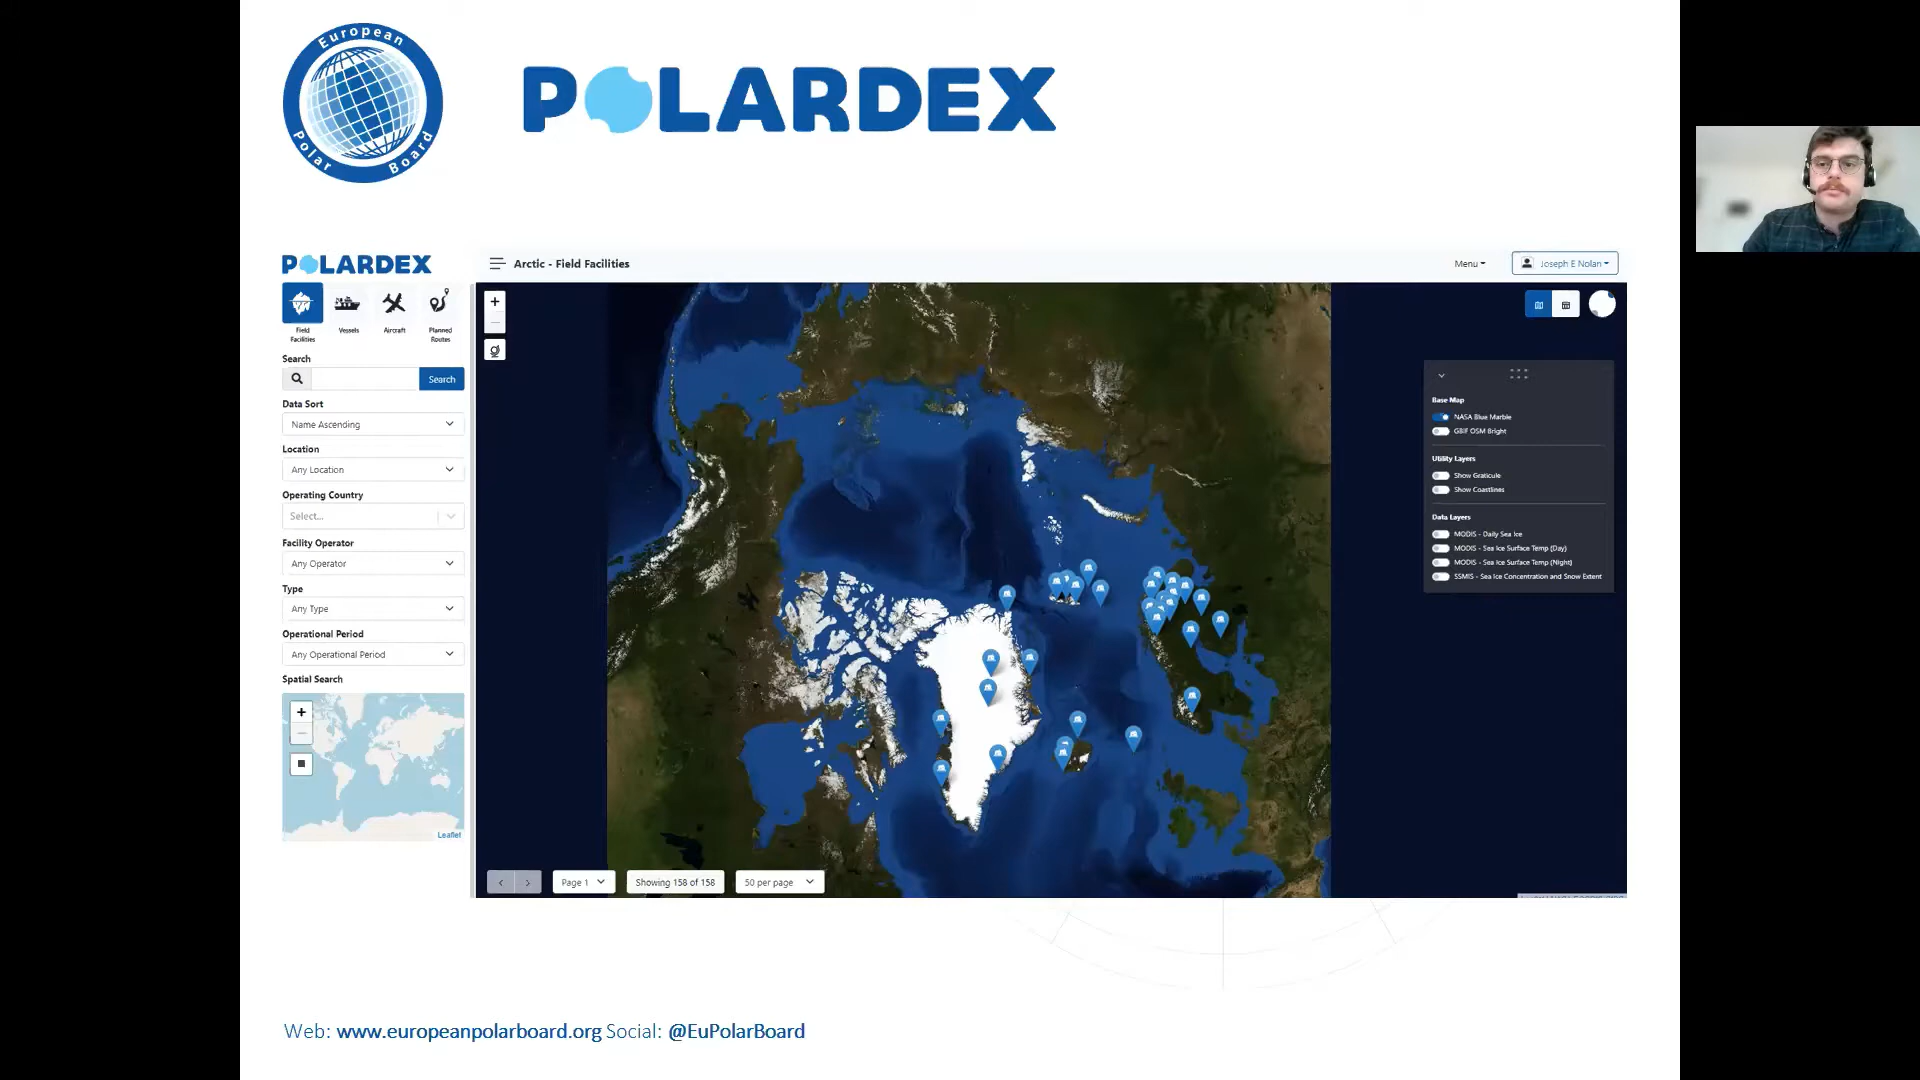 European
Polar Board
POLARDEX
POLARDEX
Arctic - Field Facilities
Menu
Joseph E Nolan
Field
Facilities
Vessels
Aircraft
Planned
Routes
Search
Search
Data Sort
Name Ascending
Location
Any Location
Operating Country
Select...
Facility Operator
Any Operator
Type
Any Type
Operational Period
Any Operational Period
Spatial Search
+
−
Leaflet
+
−
Base Map
NASA Blue Marble
GBIF OSM Bright
Utility Layers
Show Graticule
Show Coastlines
Data Layers
MODIS - Daily Sea Ice
MODIS - Sea Ice Surface Temp (Day)
MODIS - Sea Ice Surface Temp (Night)
SSMIS - Sea Ice Concentration and Snow Extent
‹ › Page 1 Showing 158 of 158 50 per page
Web: www.europeanpolarboard.org Social: @EuPolarBoard